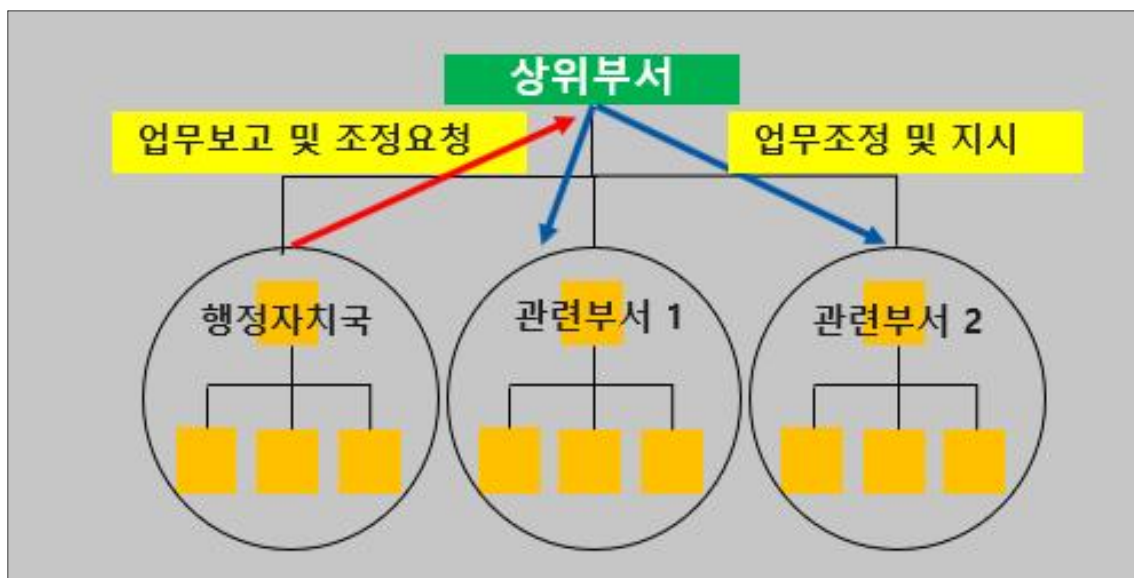 상위부서
업무보고 및 조정요청
업무조정 및 지시
행정자치국
관련부서 1
관련부서 2